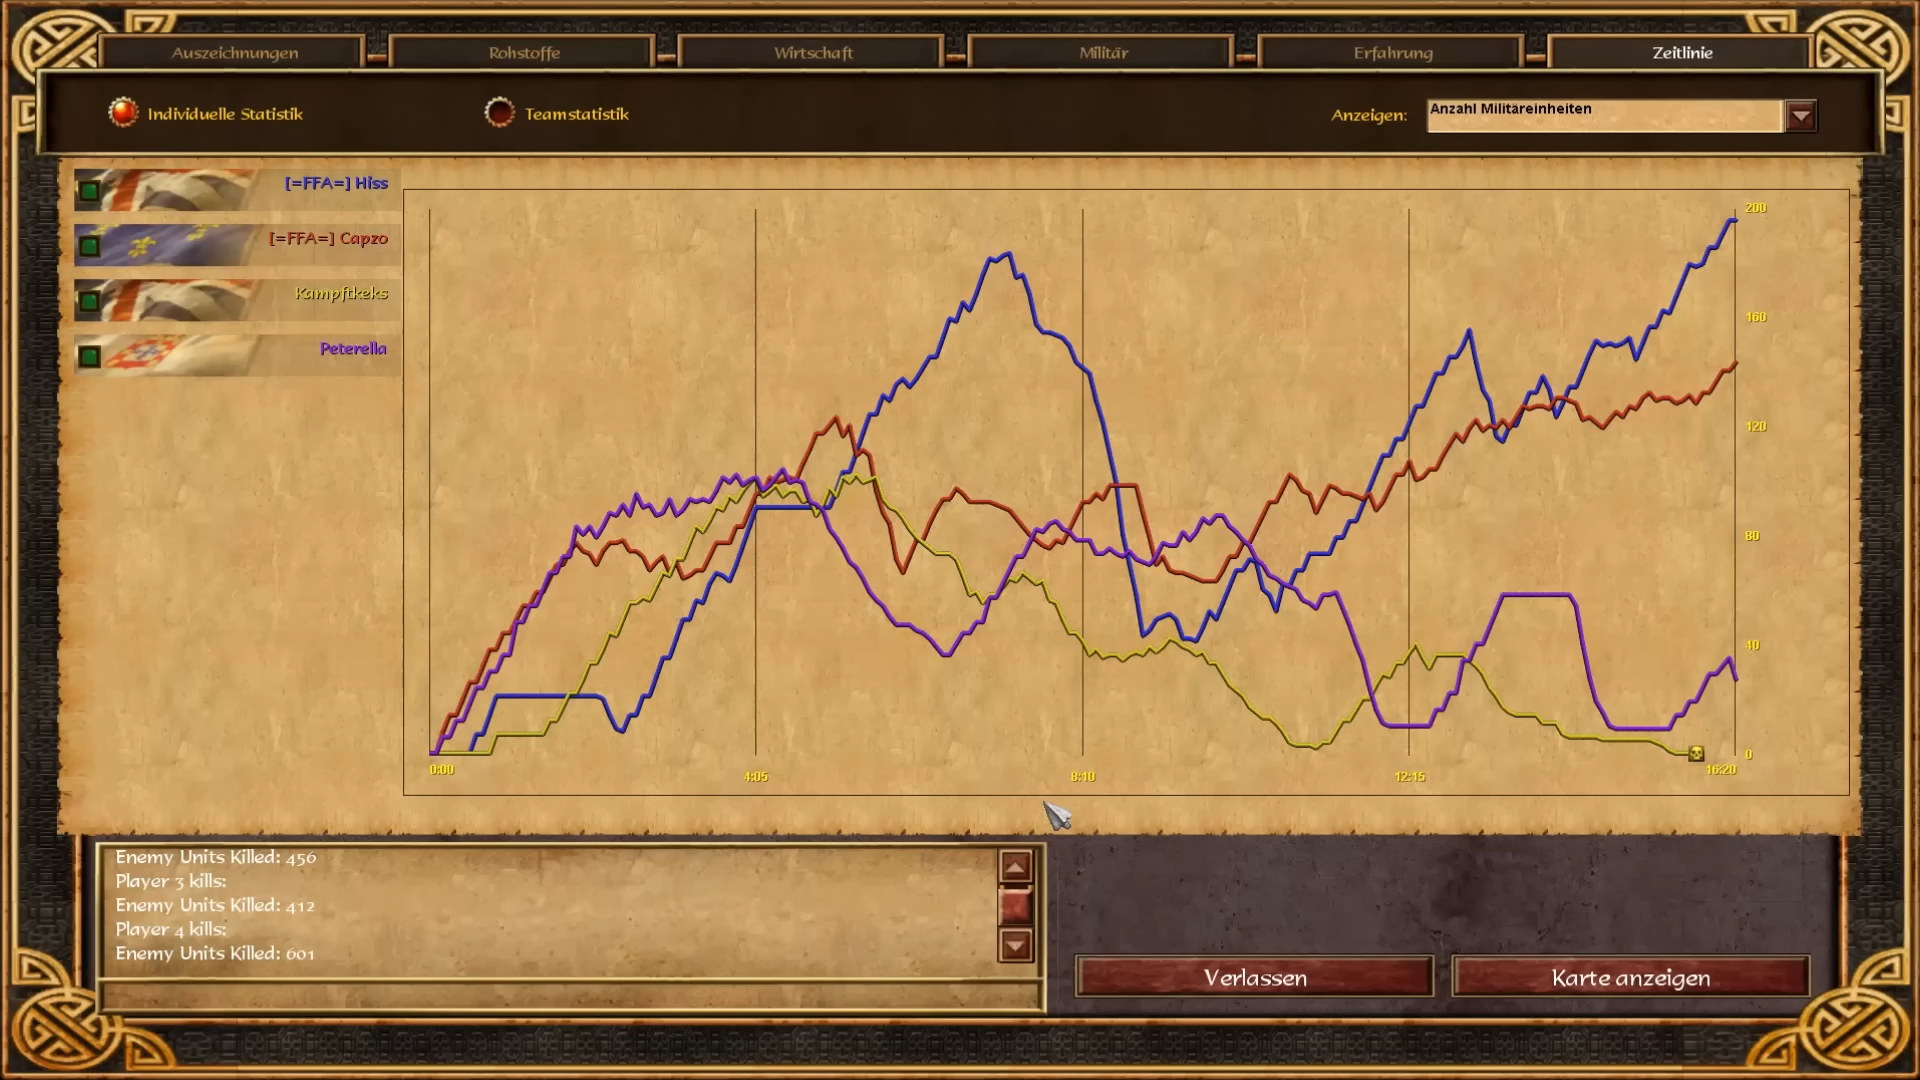 Auszeichnungen
Rohstoffe
Wirtschaft
Militär
Erfahrung
Zeitlinie
Individuelle Statistik
Teamstatistik
Anzeigen:
Anzahl Militäreinheiten
[=FFA=] Hiss
[=FFA=] Capzo
Kampftkeks
Peterella
200
160
120
80
40
0
0:00
4:05
8:10
12:15
16:20
Enemy Units Killed: 456
Player 3 kills:
Enemy Units Killed: 412
Player 4 kills:
Enemy Units Killed: 601
Verlassen
Karte anzeigen